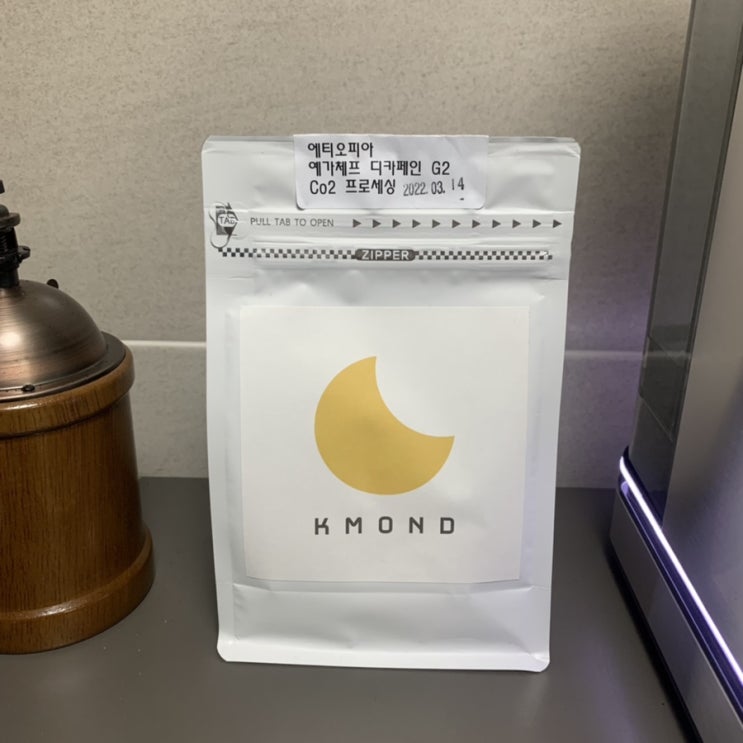 에티오피아
예가체프 디카페인 G2
Co2 프로세싱 2022.03.14
TAB
PULL TAB TO OPEN
ZIPPER
KMOND